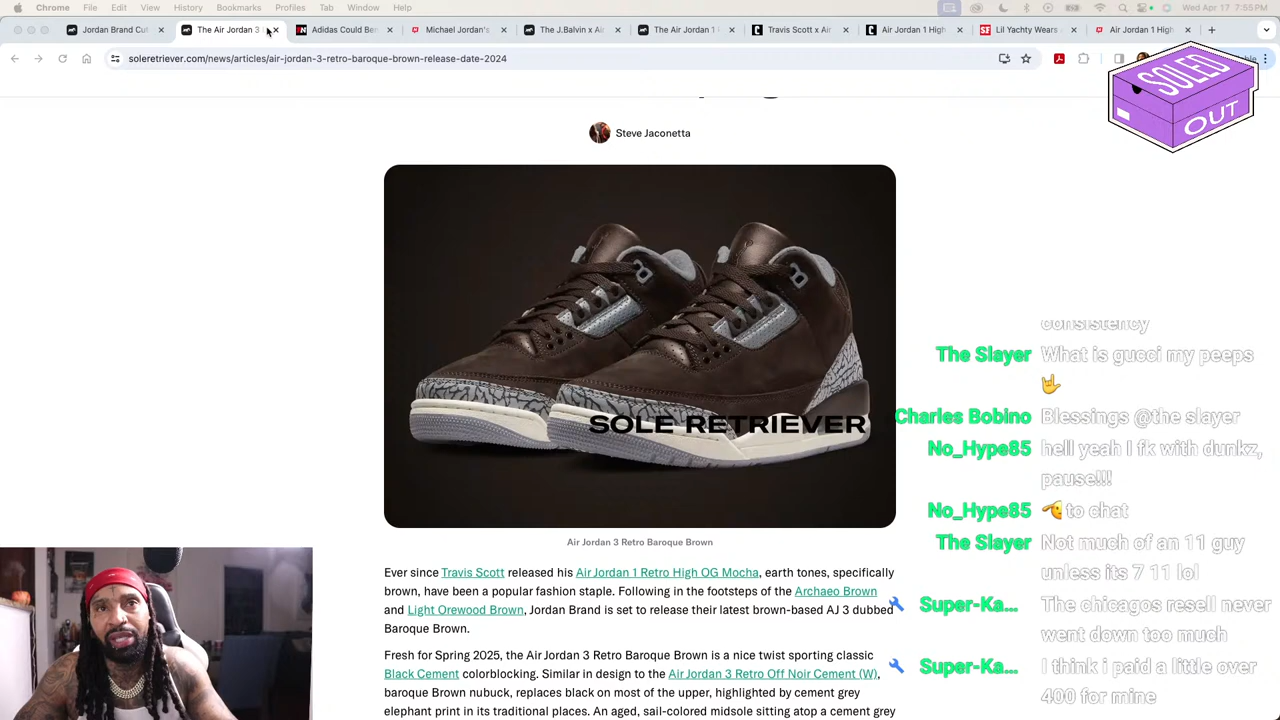 Chrome File Edit View History Bookmarks Profiles Tab Window Help Wed Apr 17 7:55 PM
Jordan Brand Cut The Air Jordan 3 Adidas Could Be Michael Jordan's The J.Balvin x Air The Air Jordan 1 Travis Scott x Air Air Jordan 1 High Lil Yachty Wears Air Jordan 1 High
soleretriever.com/news/articles/air-jordan-3-retro-baroque-brown-release-date-2024
SOLED
OUT
Steve Jaconetta
SOLE RETRIEVER
Air Jordan 3 Retro Baroque Brown
Ever since Travis Scott released his Air Jordan 1 Retro High OG Mocha, earth tones, specifically
brown, have been a popular fashion staple. Following in the footsteps of the Archaeo Brown
and Light Orewood Brown, Jordan Brand is set to release their latest brown-based AJ 3 dubbed
Baroque Brown.
Fresh for Spring 2025, the Air Jordan 3 Retro Baroque Brown is a nice twist sporting classic
Black Cement colorblocking. Similar in design to the Air Jordan 3 Retro Off Noir Cement (W),
baroque Brown nubuck, replaces black on most of the upper, highlighted by cement grey
elephant print in its traditional places. An aged, sail-colored midsole sitting atop a cement grey
consistency
The Slayer What is gucci my peeps
🤟
Charles Bobino Blessings @the slayer
No_Hype85 hell yeah I fk with dunkz,
pause!!!
No_Hype85 🫡 to chat
The Slayer Not much of an 11 guy
unless its 7 11 lol
Super-Ka... The chicagos resell never
went down too much
Super-Ka... I think i paid a little over
400 for mine